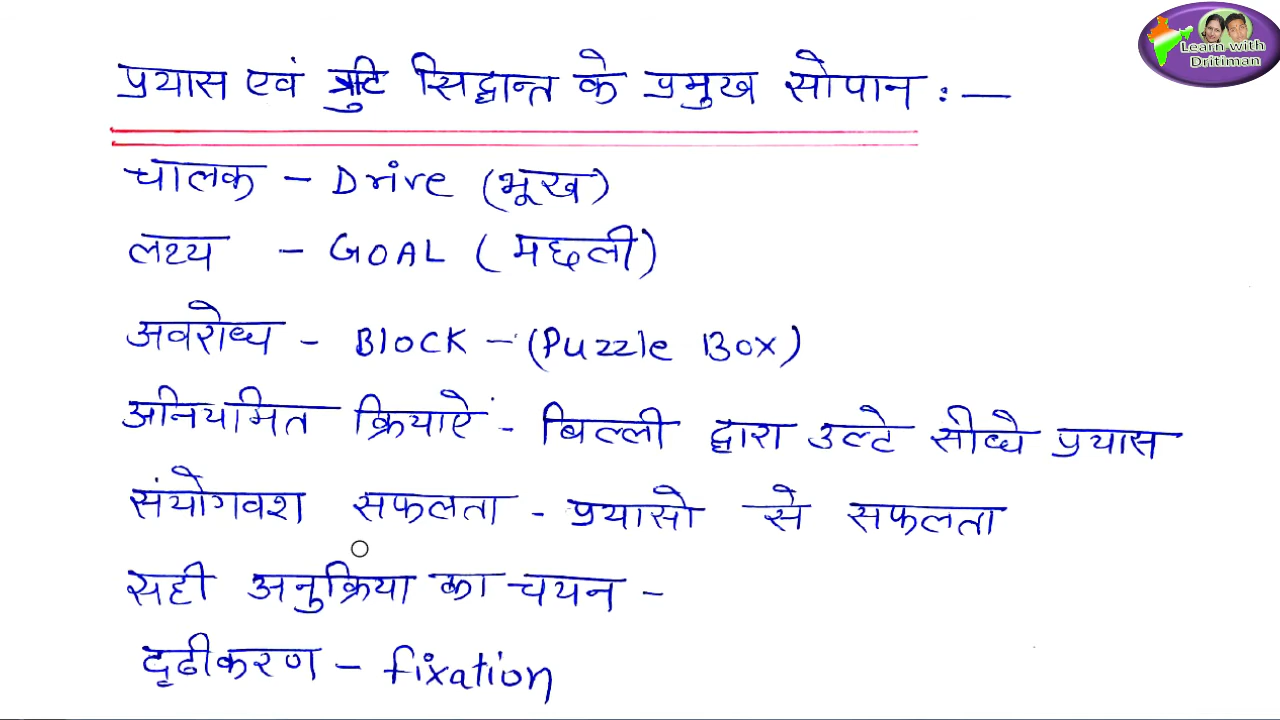 Learn with
Dritiman
प्रयास एवं त्रुटि सिद्धान्त के प्रमुख सोपान :—
चालक - Drive (भूख)
लक्ष्य - GOAL (मछली)
अवरोध - BLOCK - (Puzzle Box)
अनियमित क्रियाऐं - बिल्ली द्वारा उल्टे सीधे प्रयास
संयोगवश सफलता - प्रयासो से सफलता
सही अनुक्रिया का चयन -
दृढीकरण - fixation